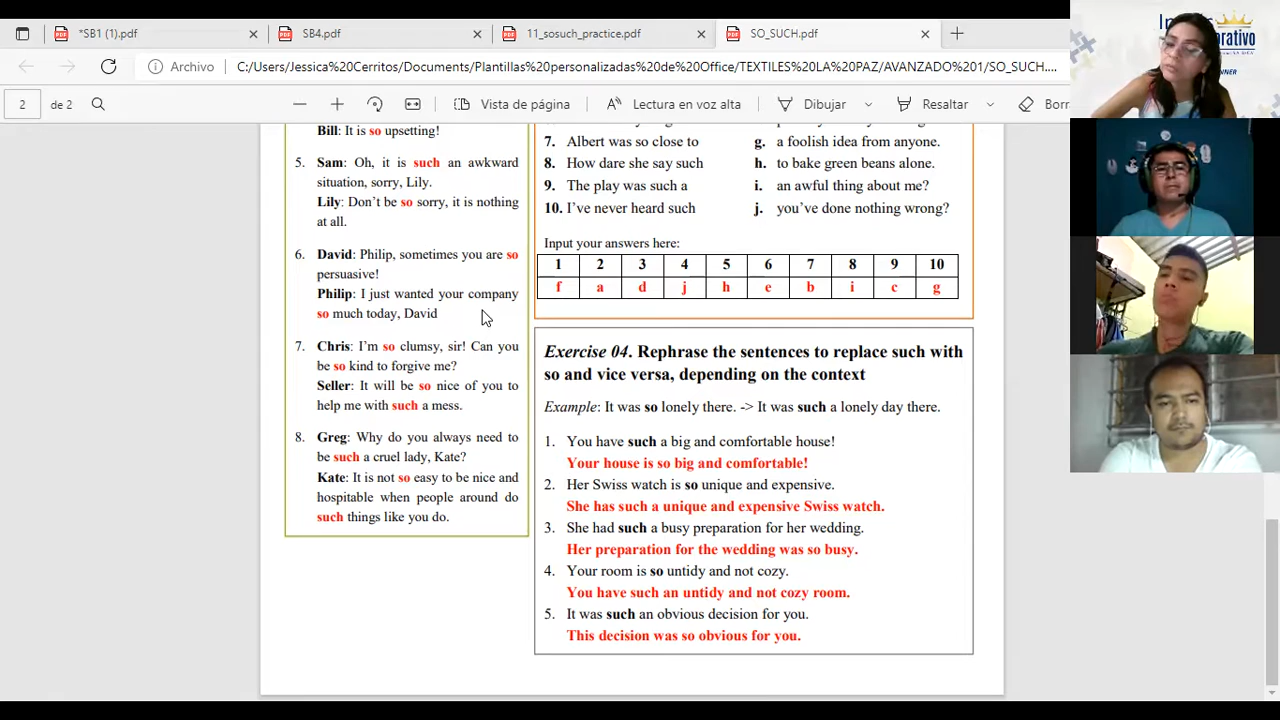 *SB1 (1).pdf
SB4.pdf
11_sosuch_practice.pdf
SO_SUCH.pdf
Archivo
C:/Users/Jessica%20Cerritos/Documents/Plantillas%20personalizadas%20de%20Office/TEXTILES%20LA%20PAZ/AVANZADO%201/SO_SUCH....
2
de 2
Vista de página
Lectura en voz alta
Dibujar
Resaltar
Bill: It is so upsetting!
5. Sam: Oh, it is such an awkward
situation, sorry, Lily.
Lily: Don't be so sorry, it is nothing
at all.
6. David: Philip, sometimes you are so
persuasive!
Philip: I just wanted your company
so much today, David
7. Chris: I'm so clumsy, sir! Can you
be so kind to forgive me?
Seller: It will be so nice of you to
help me with such a mess.
8. Greg: Why do you always need to
be such a cruel lady, Kate?
Kate: It is not so easy to be nice and
hospitable when people around do
such things like you do.
7. Albert was so close to
g. a foolish idea from anyone.
8. How dare she say such
h. to bake green beans alone.
9. The play was such a
i. an awful thing about me?
10. I've never heard such
j. you've done nothing wrong?
Input your answers here:
1 2 3 4 5 6 7 8 9 10
f a d j h e b i c g
Exercise 04. Rephrase the sentences to replace such with
so and vice versa, depending on the context
Example: It was so lonely there. -> It was such a lonely day there.
1. You have such a big and comfortable house!
Your house is so big and comfortable!
2. Her Swiss watch is so unique and expensive.
She has such a unique and expensive Swiss watch.
3. She had such a busy preparation for her wedding.
Her preparation for the wedding was so busy.
4. Your room is so untidy and not cozy.
You have such an untidy and not cozy room.
5. It was such an obvious decision for you.
This decision was so obvious for you.